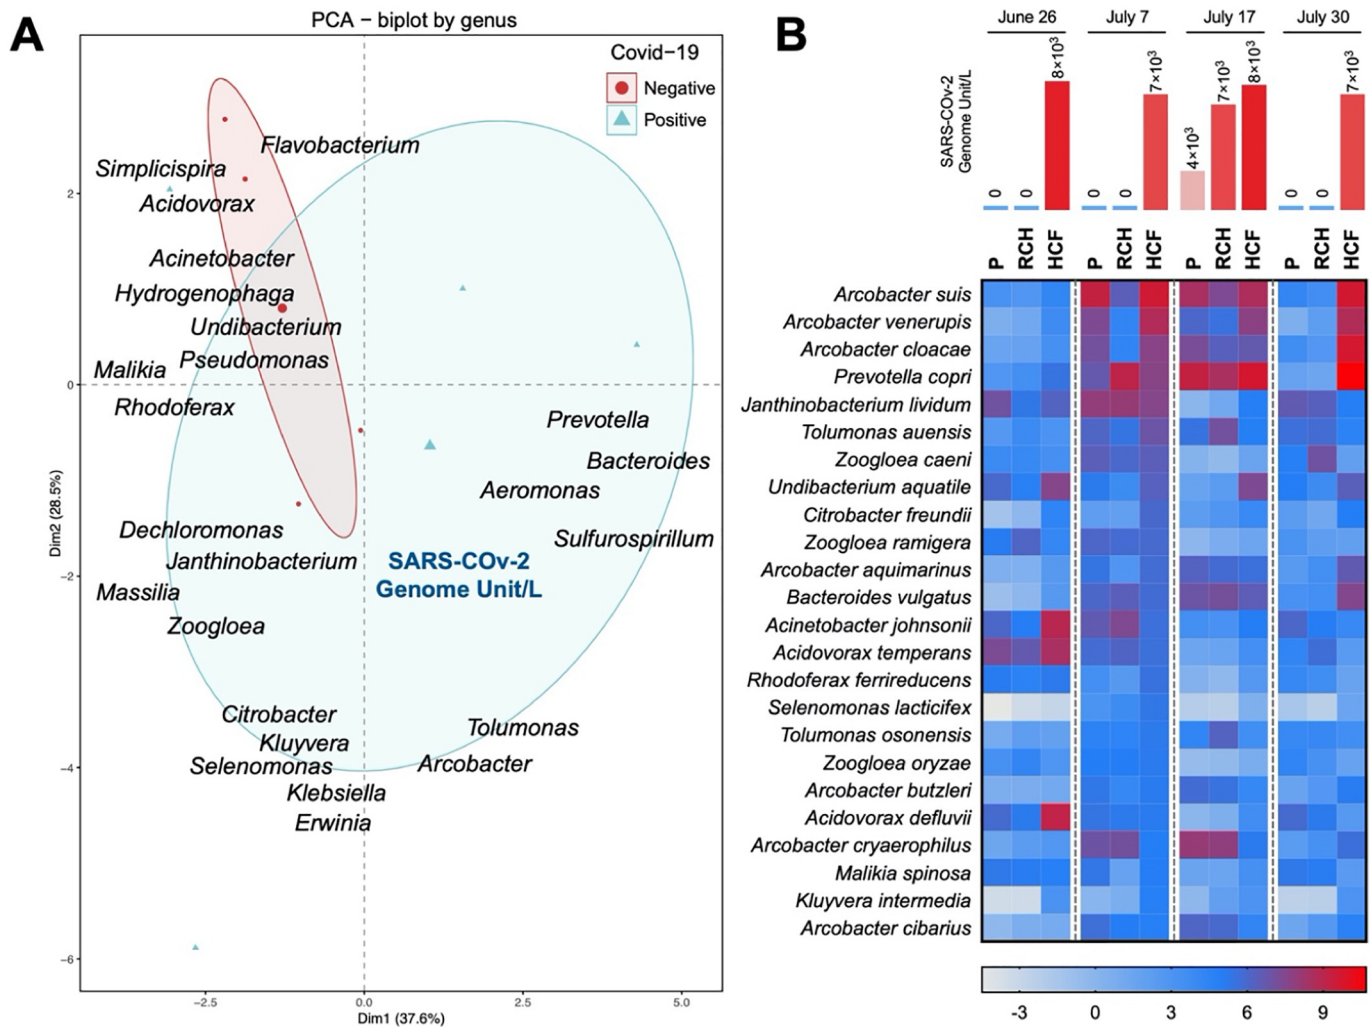 A
PCA − biplot by genus
Covid−19
Negative
Positive
Flavobacterium
Simplicispira
Acidovorax
Acinetobacter
Hydrogenophaga
Undibacterium
Pseudomonas
Malikia
Rhodoferax
Prevotella
Bacteroides
Aeromonas
Dechloromonas
Sulfurospirillum
Janthinobacterium
SARS-COv-2
Genome Unit/L
Massilia
Zoogloea
Citrobacter
Tolumonas
Kluyvera
Selenomonas
Arcobacter
Klebsiella
Erwinia
2
0
−2
−4
−6
Dim2 (28.5%)
−2.5
0.0
2.5
5.0
Dim1 (37.6%)
B
June 26
July 7
July 17
July 30
SARS-COv-2
Genome Unit/L
0
0
8×10³
0
0
7×10³
4×10³
7×10³
8×10³
0
0
7×10³
P
RCH
HCF
P
RCH
HCF
P
RCH
HCF
P
RCH
HCF
Arcobacter suis
Arcobacter venerupis
Arcobacter cloacae
Prevotella copri
Janthinobacterium lividum
Tolumonas auensis
Zoogloea caeni
Undibacterium aquatile
Citrobacter freundii
Zoogloea ramigera
Arcobacter aquimarinus
Bacteroides vulgatus
Acinetobacter johnsonii
Acidovorax temperans
Rhodoferax ferrireducens
Selenomonas lacticifex
Tolumonas osonensis
Zoogloea oryzae
Arcobacter butzleri
Acidovorax defluvii
Arcobacter cryaerophilus
Malikia spinosa
Kluyvera intermedia
Arcobacter cibarius
-3
0
3
6
9